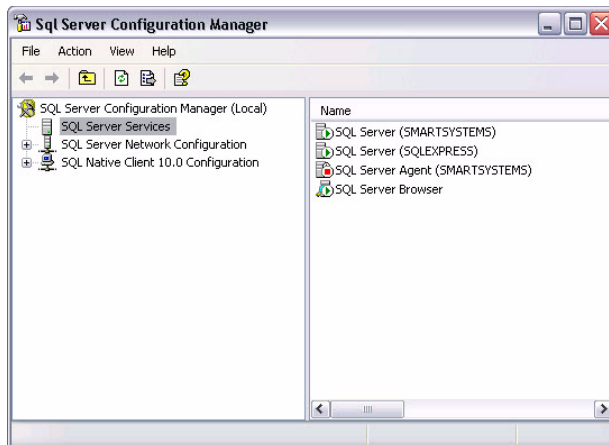 Sql Server Configuration Manager
File Action View Help
SQL Server Configuration Manager (Local)
SQL Server Services
SQL Server Network Configuration
SQL Native Client 10.0 Configuration
Name
SQL Server (SMARTSYSTEMS)
SQL Server (SQLEXPRESS)
SQL Server Agent (SMARTSYSTEMS)
SQL Server Browser